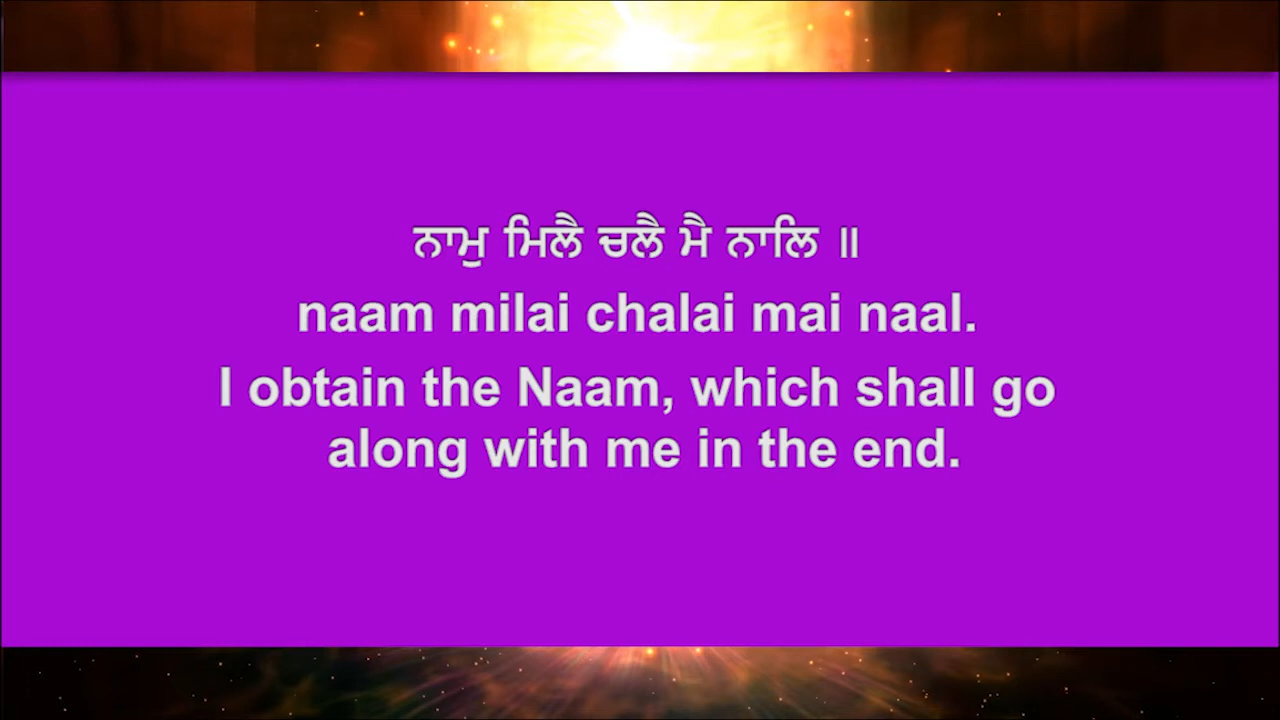 ਨਾਮੁ ਮਿਲੈ ਚਲੈ ਮੈ ਨਾਲਿ ॥
naam milai chalai mai naal.
I obtain the Naam, which shall go
along with me in the end.